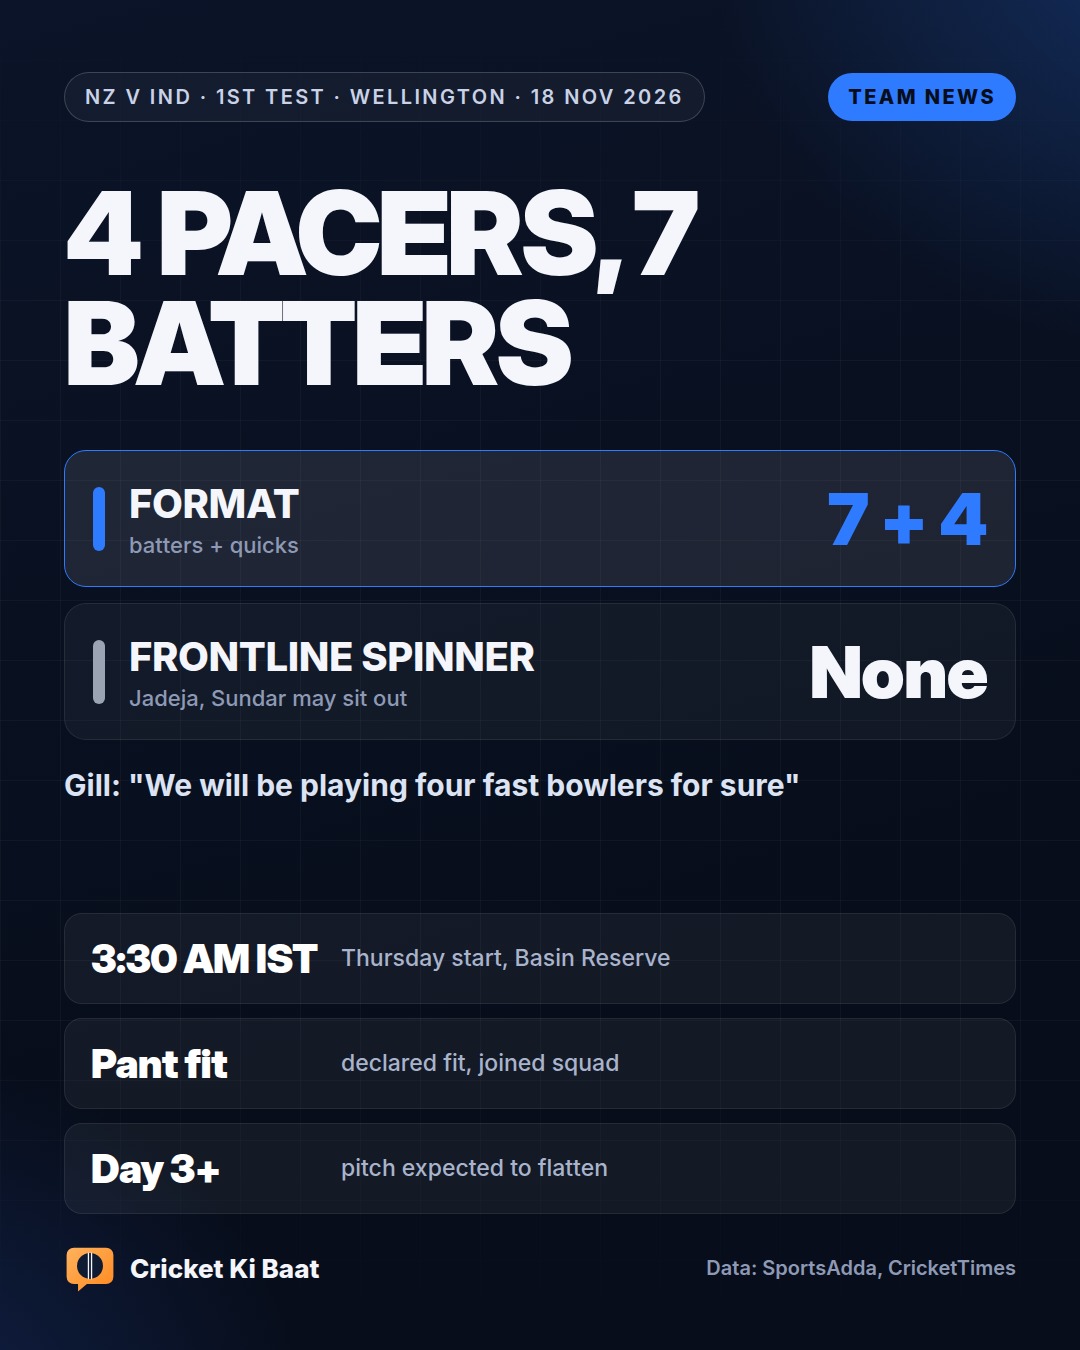 NZ V IND · 1ST TEST · WELLINGTON · 18 NOV 2026
TEAM NEWS
4 PACERS, 7
BATTERS
FORMAT
batters + quicks
7 + 4
FRONTLINE SPINNER
Jadeja, Sundar may sit out
None
Gill: "We will be playing four fast bowlers for sure"
3:30 AM IST
Thursday start, Basin Reserve
Pant fit
declared fit, joined squad
Day 3+
pitch expected to flatten
Cricket Ki Baat
Data: SportsAdda, CricketTimes